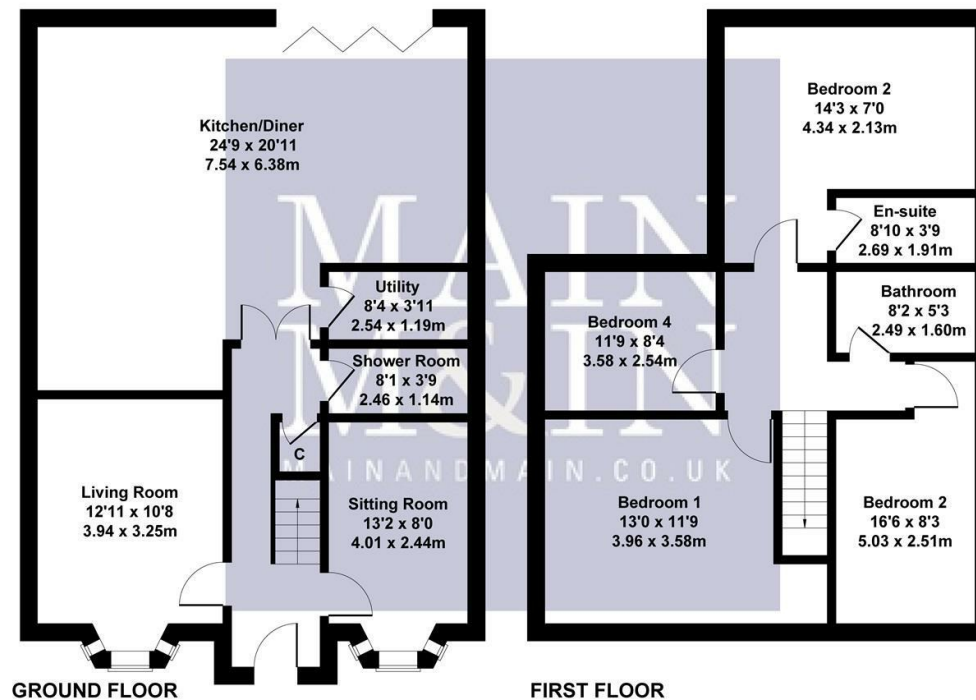 Kitchen/Diner
24'9 x 20'11
7.54 x 6.38m
Utility
8'4 x 3'11
2.54 x 1.19m
Shower Room
8'1 x 3'9
2.46 x 1.14m
C
Living Room
12'11 x 10'8
3.94 x 3.25m
Sitting Room
13'2 x 8'0
4.01 x 2.44m
GROUND FLOOR
Bedroom 2
14'3 x 7'0
4.34 x 2.13m
En-suite
8'10 x 3'9
2.69 x 1.91m
Bathroom
8'2 x 5'3
2.49 x 1.60m
Bedroom 4
11'9 x 8'4
3.58 x 2.54m
Bedroom 1
13'0 x 11'9
3.96 x 3.58m
Bedroom 2
16'6 x 8'3
5.03 x 2.51m
FIRST FLOOR
MAIN
M&IN
MAINANDMAIN.CO.UK